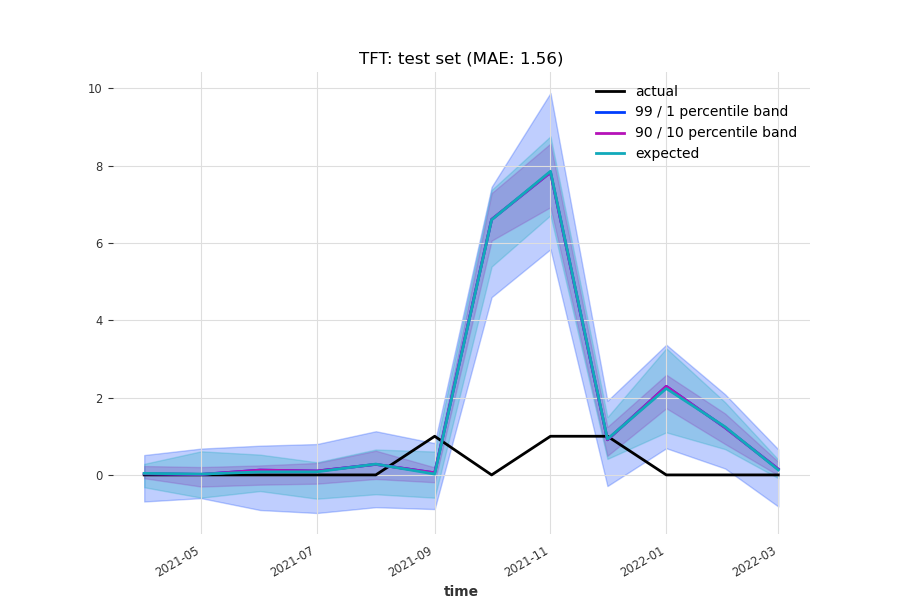 TFT: test set (MAE: 1.56)
actual
99 / 1 percentile band
90 / 10 percentile band
expected
10
8
6
4
2
0
2021-05
2021-07
2021-09
2021-11
2022-01
2022-03
time